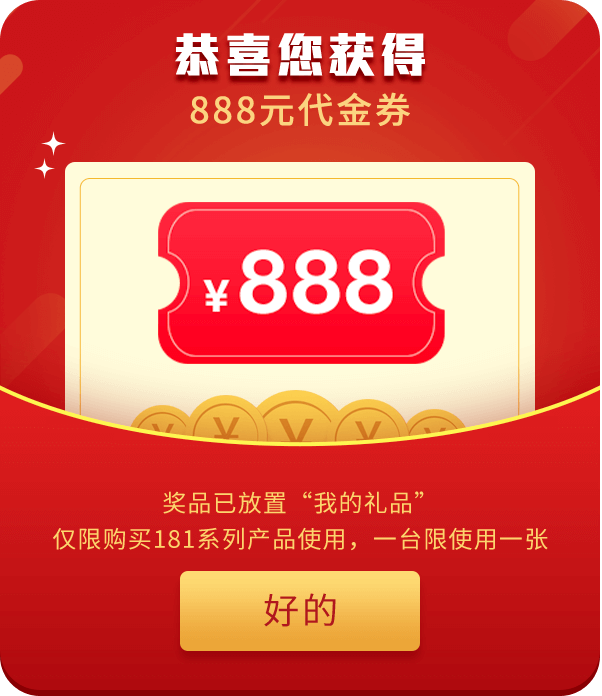 恭喜您获得
888元代金券
¥888
¥ ¥ ¥ ¥ ¥
奖品已放置“我的礼品”
仅限购买181系列产品使用，一台限使用一张
好的